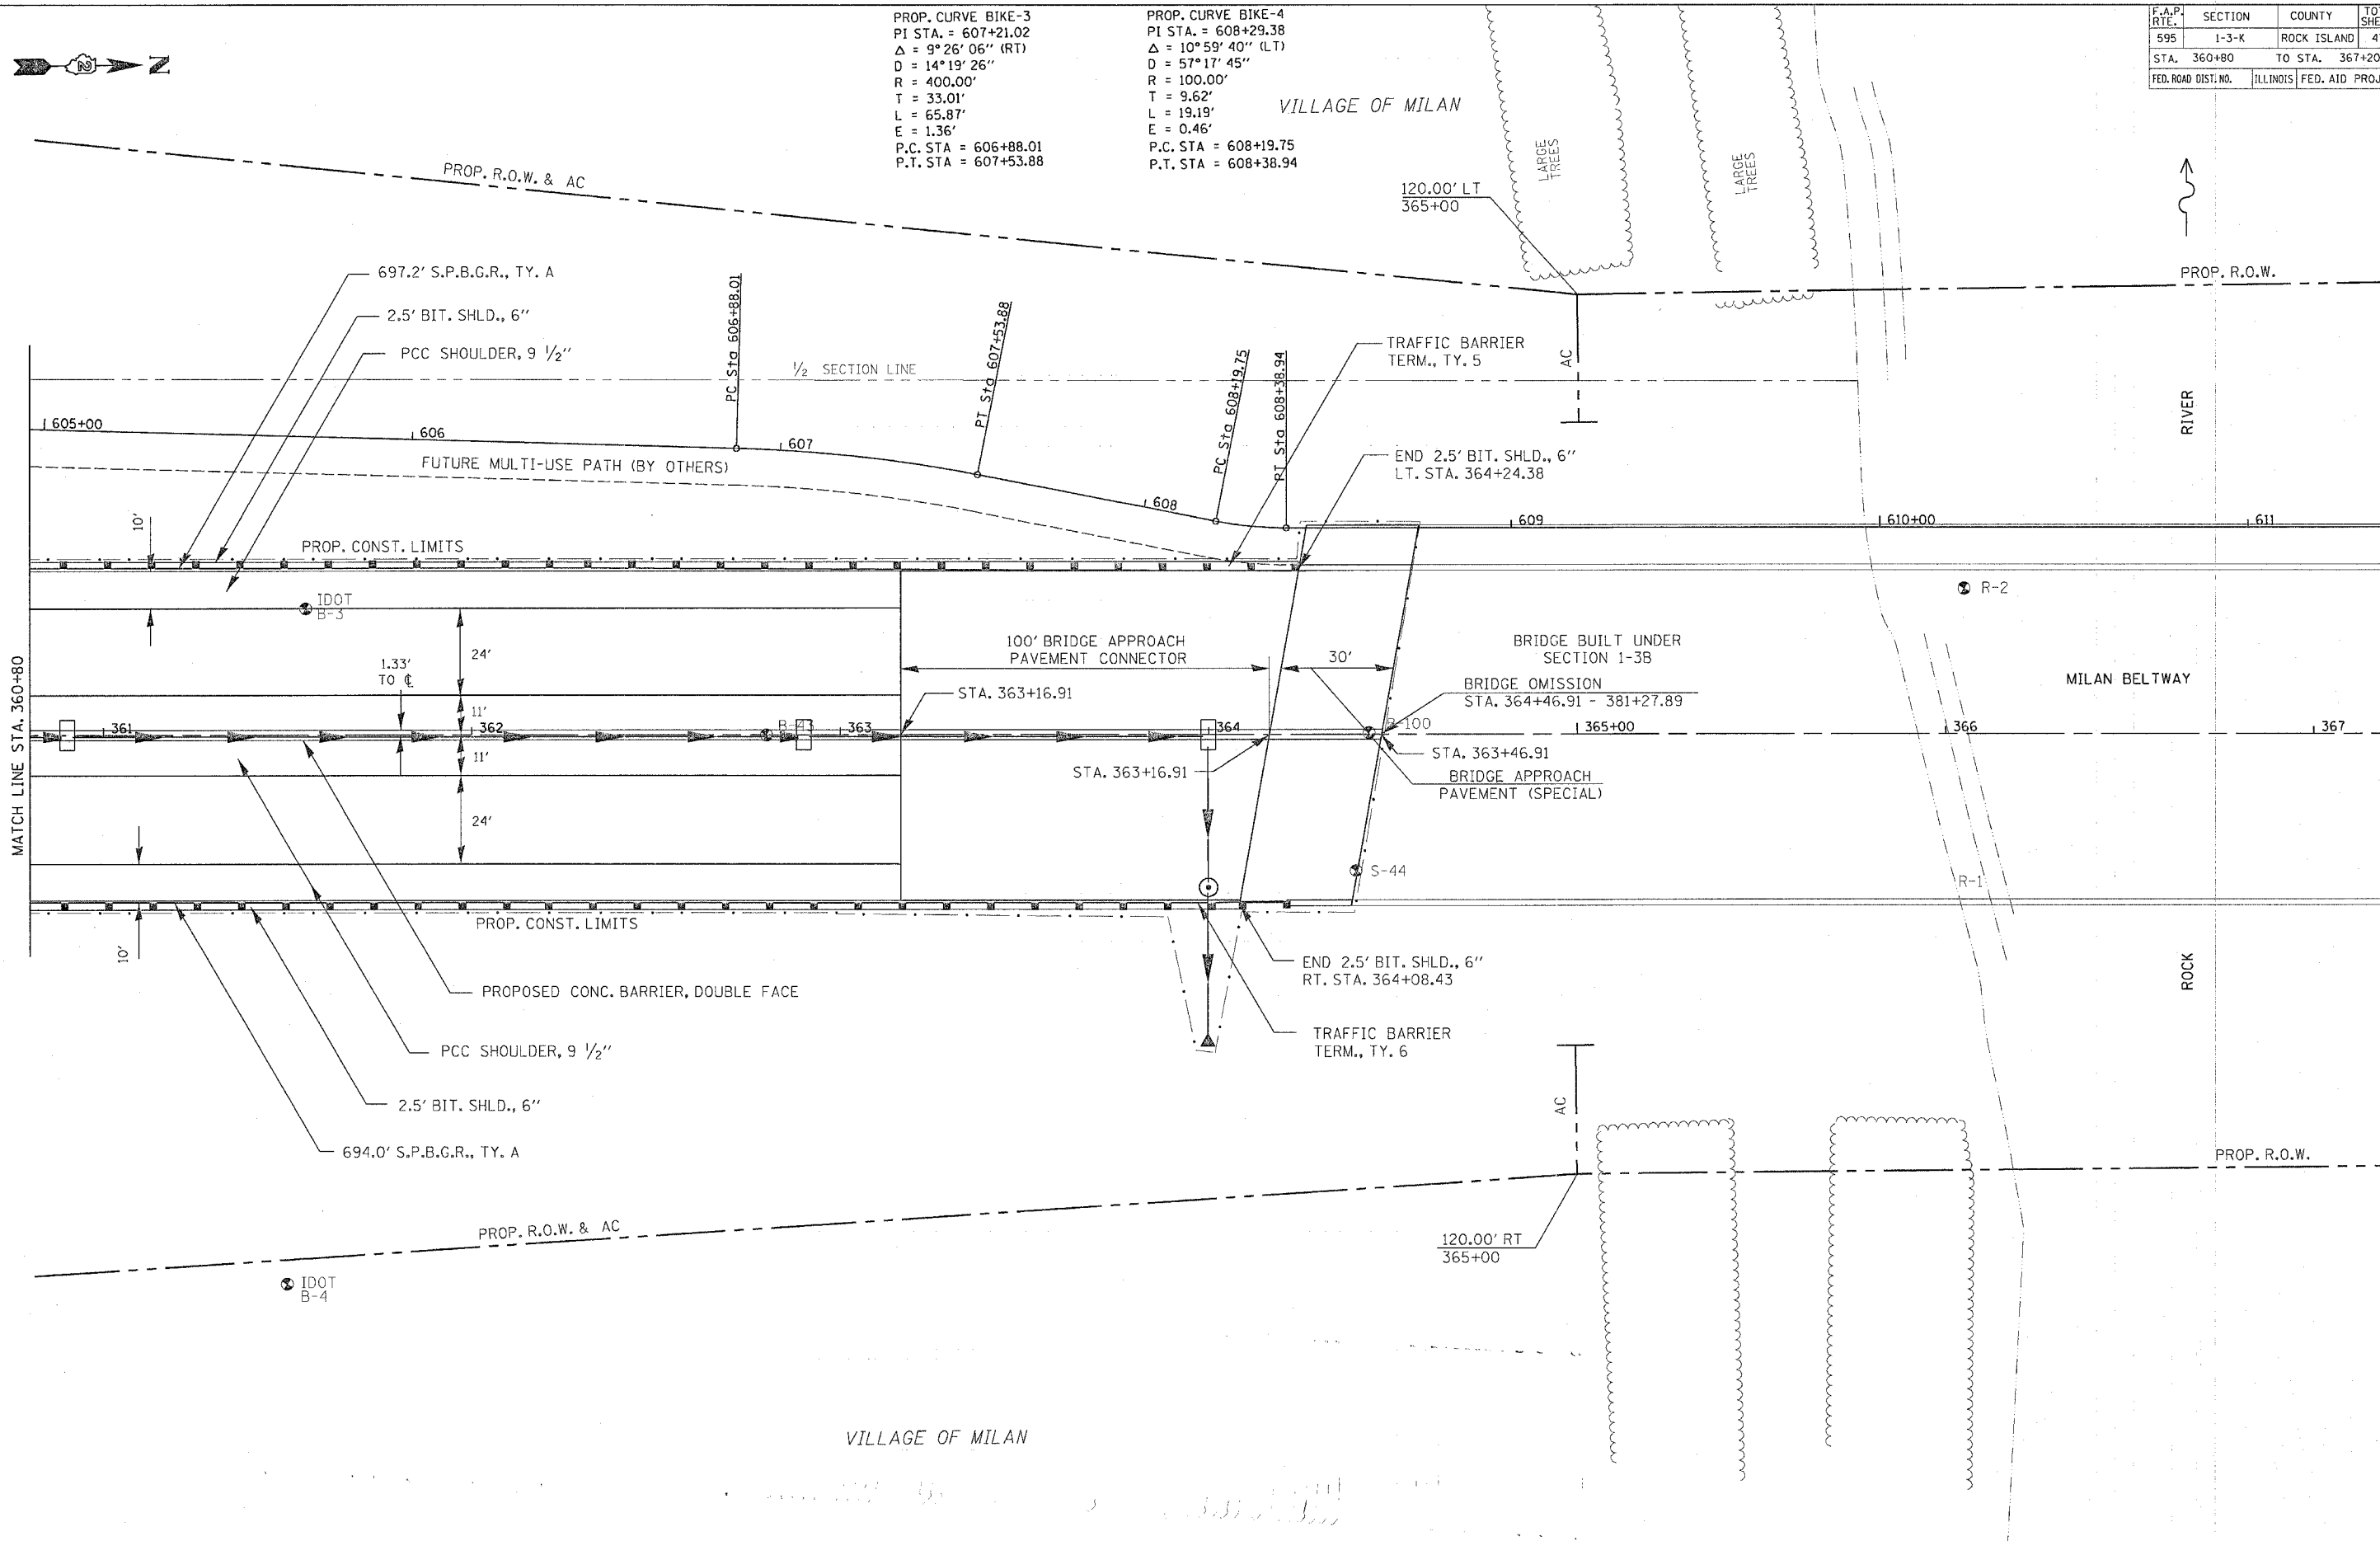 PROP. CURVE BIKE-3
PI STA. = 607+21.02
Δ = 9° 26' 06" (RT)
D = 14° 19' 26"
R = 400.00'
T = 33.01'
L = 65.87'
E = 1.36'
P.C. STA = 606+88.01
P.T. STA = 607+53.88
PROP. CURVE BIKE-4
PI STA. = 608+29.38
Δ = 10° 59' 40" (LT)
D = 57° 17' 45"
R = 100.00'
T = 9.62'
L = 19.19'
E = 0.46'
P.C. STA = 608+19.75
P.T. STA = 608+38.94
F.A.P. RTE. SECTION COUNTY
595 1-3-K ROCK ISLAND
STA. 360+80 TO STA. 367+20
FED. ROAD DIST. NO. ILLINOIS FED. AID
N
VILLAGE OF MILAN
LARGE TREES
LARGE TREES
120.00' LT
365+00
PROP. R.O.W. & AC
PROP. R.O.W.
697.2' S.P.B.G.R., TY. A
2.5' BIT. SHLD., 6"
PCC SHOULDER, 9 1/2"
PC Sta 606+88.01
PT Sta 607+53.88
PC Sta 608+19.75
PT Sta 608+38.94
1/2 SECTION LINE
TRAFFIC BARRIER
TERM., TY. 5
AC
RIVER
605+00
606
607
608
609
610+00
611
FUTURE MULTI-USE PATH (BY OTHERS)
END 2.5' BIT. SHLD., 6"
LT. STA. 364+24.38
10'
PROP. CONST. LIMITS
IDOT
B-3
R-2
24'
1.33'
TO ℄
11'
100' BRIDGE APPROACH
PAVEMENT CONNECTOR
30'
BRIDGE BUILT UNDER
SECTION 1-3B
STA. 363+16.91
BRIDGE OMISSION
STA. 364+46.91 - 381+27.89
MILAN BELTWAY
MATCH LINE STA. 360+80
361
362
363
364
365+00
366
367
11'
STA. 363+16.91
STA. 363+46.91
BRIDGE APPROACH
PAVEMENT (SPECIAL)
24'
S-44
R-1
10'
PROP. CONST. LIMITS
END 2.5' BIT. SHLD., 6"
RT. STA. 364+08.43
ROCK
PROPOSED CONC. BARRIER, DOUBLE FACE
TRAFFIC BARRIER
TERM., TY. 6
PCC SHOULDER, 9 1/2"
2.5' BIT. SHLD., 6"
AC
694.0' S.P.B.G.R., TY. A
PROP. R.O.W.
PROP. R.O.W. & AC
120.00' RT
365+00
IDOT
B-4
VILLAGE OF MILAN